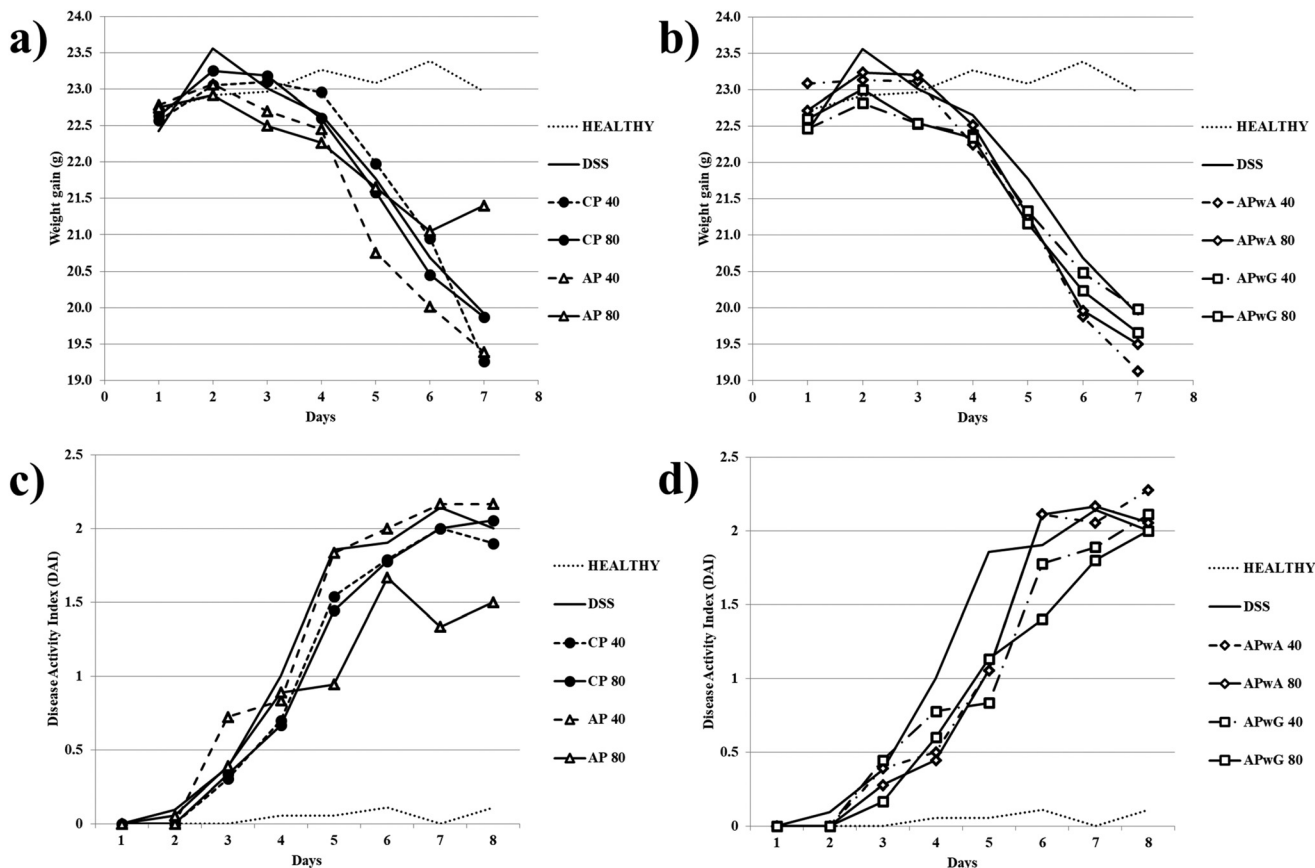 a)
Weight gain (g)
24.0
23.5
23.0
22.5
22.0
21.5
21.0
20.5
20.0
19.5
19.0
0 1 2 3 4 5 6 7 8
Days
HEALTHY
DSS
CP 40
CP 80
AP 40
AP 80
b)
Weight gain (g)
24.0
23.5
23.0
22.5
22.0
21.5
21.0
20.5
20.0
19.5
19.0
0 1 2 3 4 5 6 7 8
Days
HEALTHY
DSS
APwA 40
APwA 80
APwG 40
APwG 80
c)
Disease Activity Index (DAI)
2.5
2
1.5
1
0.5
0
1 2 3 4 5 6 7 8
Days
HEALTHY
DSS
CP 40
CP 80
AP 40
AP 80
d)
Disease Activity Index (DAI)
2.5
2
1.5
1
0.5
0
1 2 3 4 5 6 7 8
Days
HEALTHY
DSS
APwA 40
APwA 80
APwG 40
APwG 80